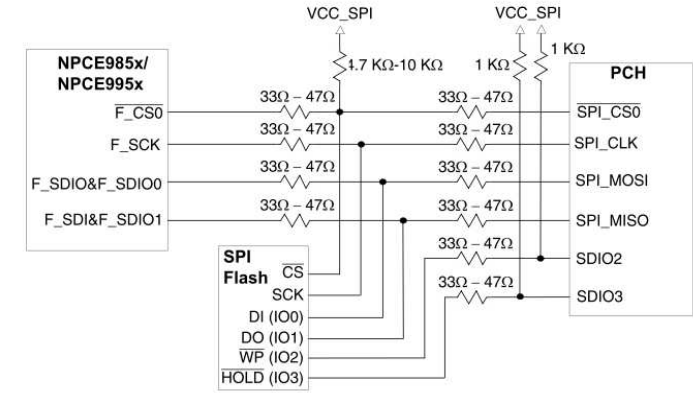 VCC_SPI VCC_SPI
4.7 KΩ-10 KΩ 1 KΩ 1 KΩ
NPCE985x/
NPCE995x
PCH
F_CS0 33Ω – 47Ω 33Ω – 47Ω SPI_CS0
F_SCK 33Ω – 47Ω 33Ω – 47Ω SPI_CLK
F_SDIO&F_SDIO0 33Ω – 47Ω 33Ω – 47Ω SPI_MOSI
F_SDI&F_SDIO1 33Ω – 47Ω 33Ω – 47Ω SPI_MISO
33Ω – 47Ω SDIO2
33Ω – 47Ω SDIO3
SPI
Flash
CS
SCK
DI (IO0)
DO (IO1)
WP (IO2)
HOLD (IO3)